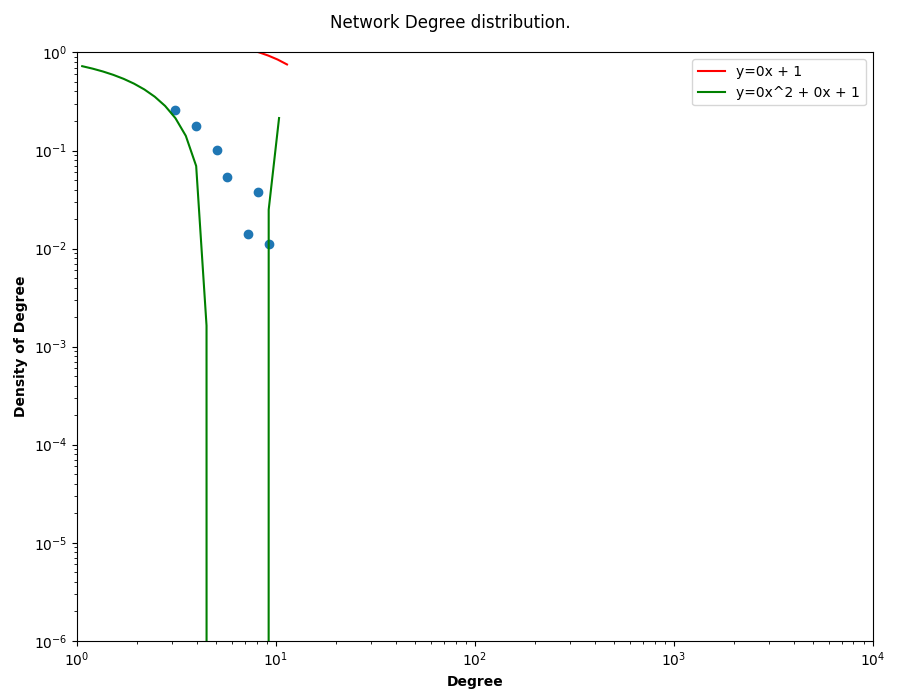 Network Degree distribution.
y=0x + 1
y=0x^2 + 0x + 1
Density of Degree
10^0
10^-1
10^-2
10^-3
10^-4
10^-5
10^-6
10^0 10^1 10^2 10^3 10^4
Degree